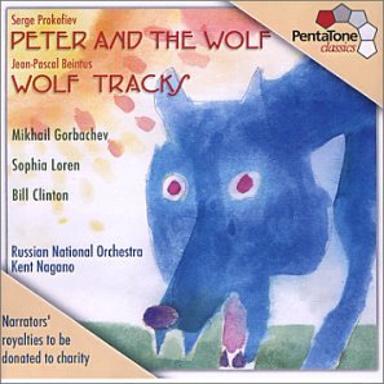 Serge Prokofiev
PETER AND THE WOLF
Jean-Pascal Beintus
WOLF TRACKS
PentaTone
classics
Mikhail Gorbachev
Sophia Loren
Bill Clinton
Russian National Orchestra
Kent Nagano
Narrators'
royalties to be
donated to charity